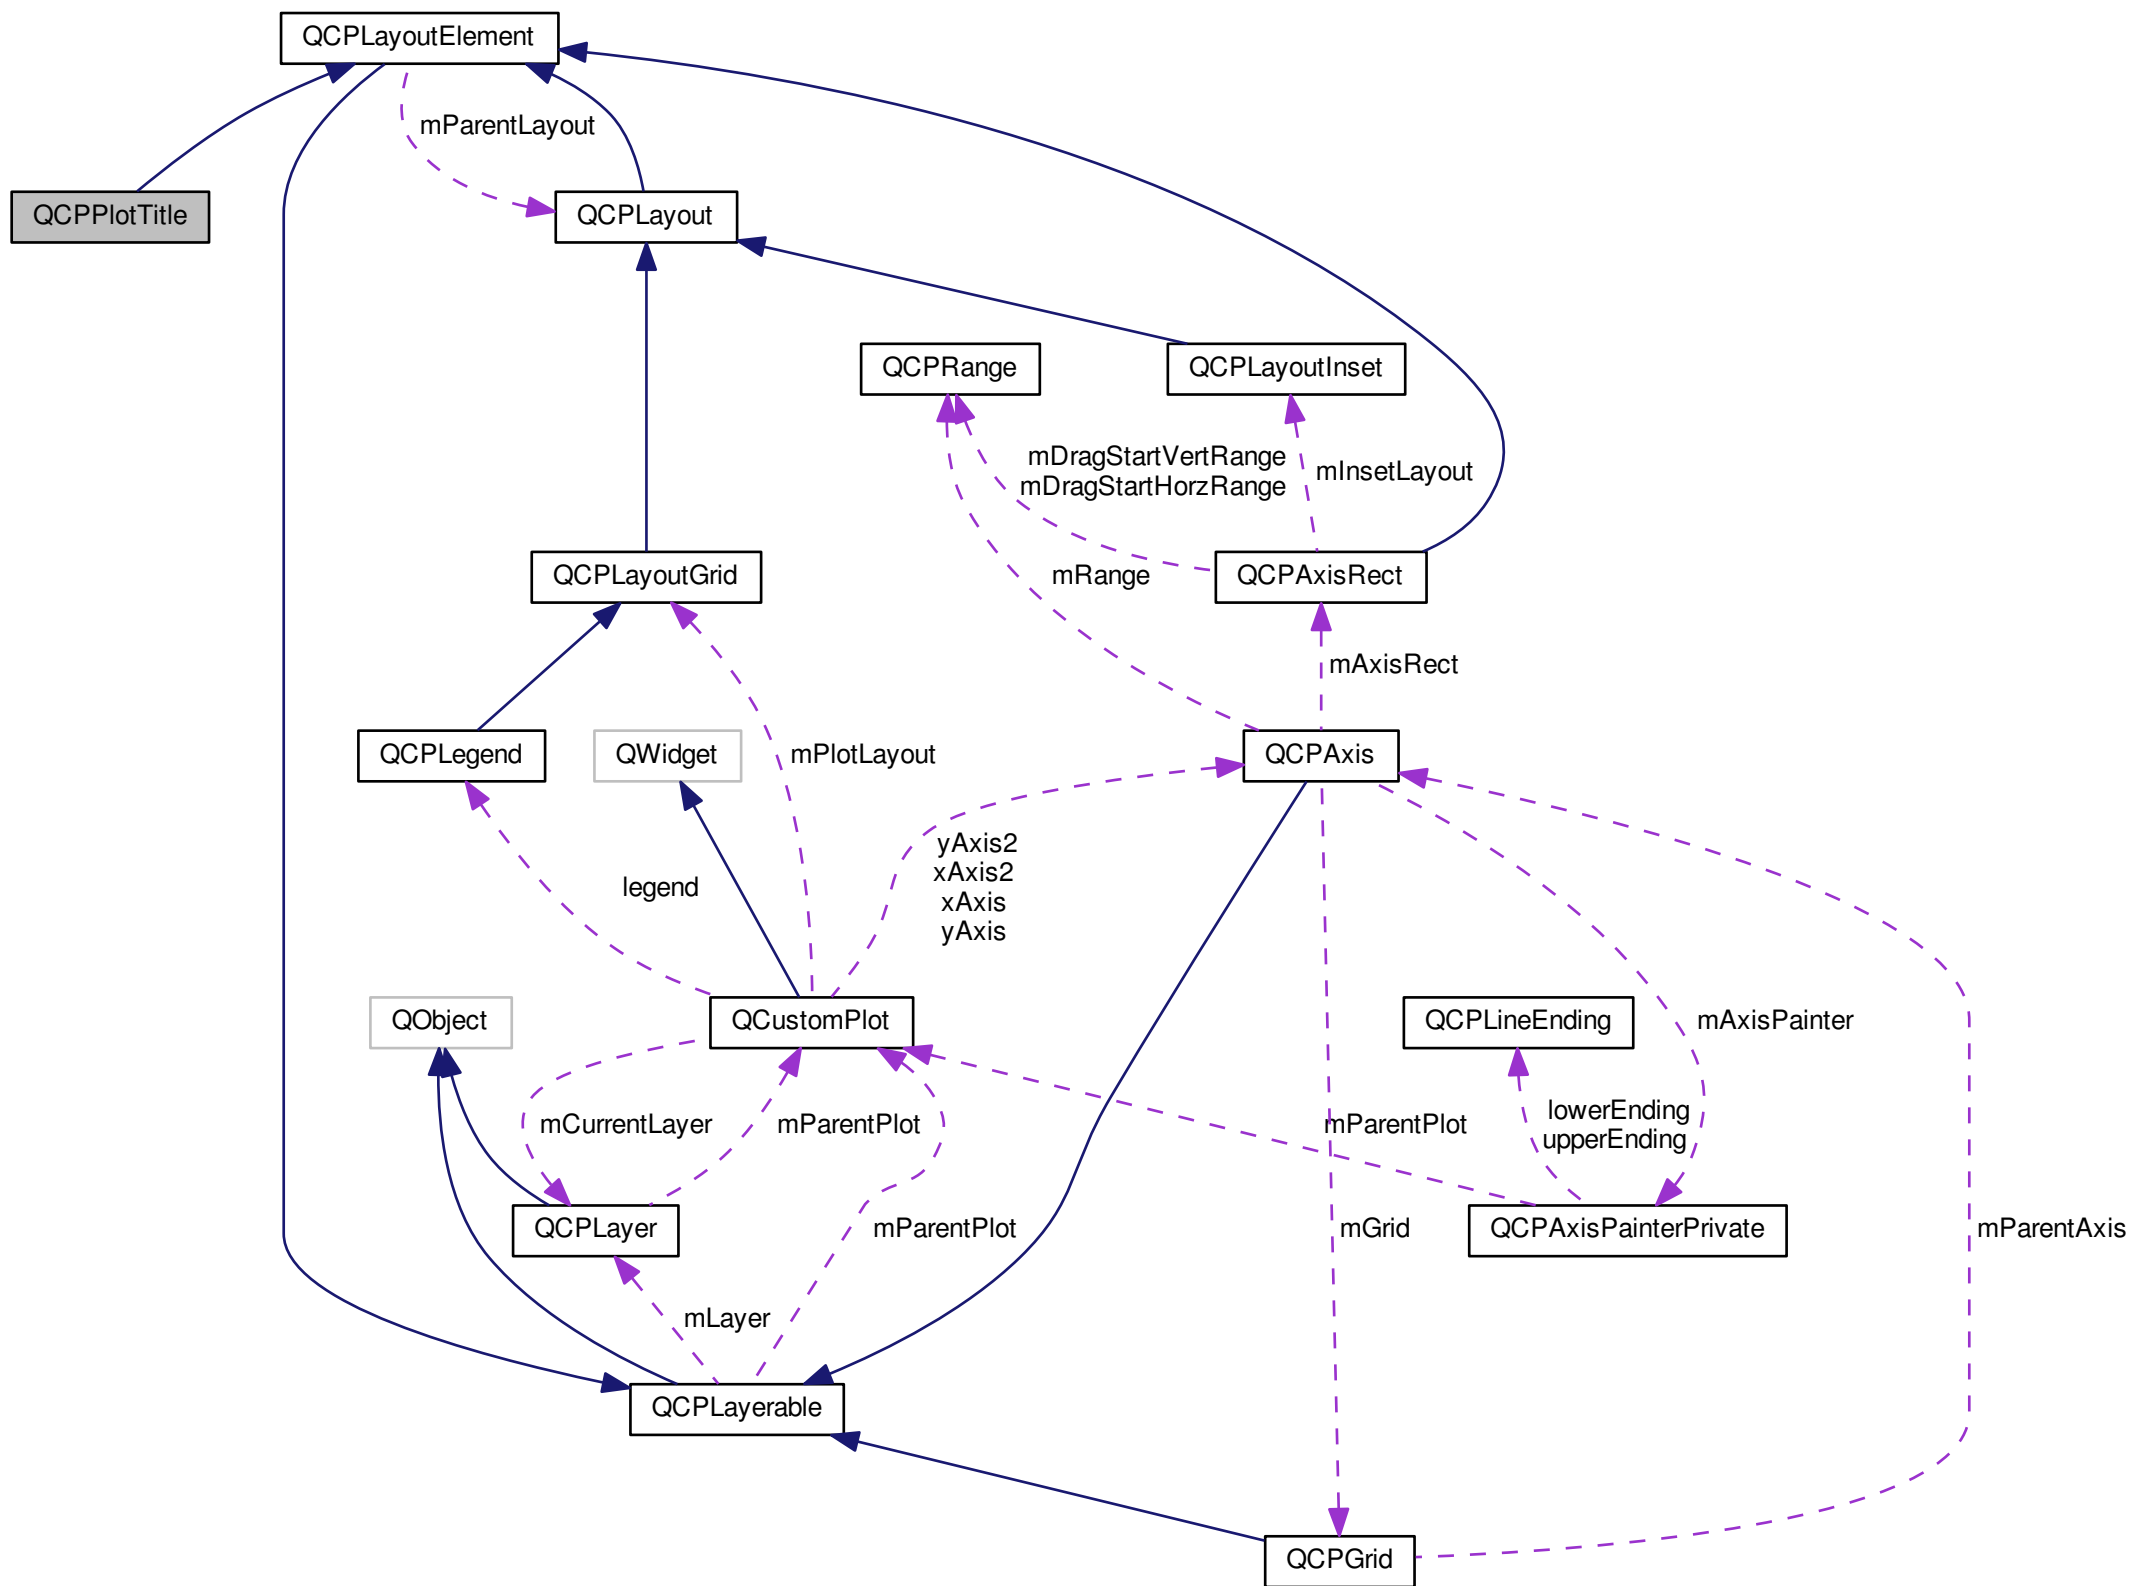 QCPLayoutElement
mParentLayout
QCPPlotTitle
QCPLayout
QCPRange
QCPLayoutInset
mDragStartVertRange
mDragStartHorzRange
mInsetLayout
QCPLayoutGrid
mRange
QCPAxisRect
mAxisRect
QCPLegend
QWidget
mPlotLayout
QCPAxis
yAxis2
xAxis2
xAxis
yAxis
legend
QObject
QCustomPlot
QCPLineEnding
mAxisPainter
mCurrentLayer
mParentPlot
mParentPlot
lowerEnding
upperEnding
QCPLayer
mParentPlot
mGrid
QCPAxisPainterPrivate
mParentAxis
mLayer
QCPLayerable
QCPGrid